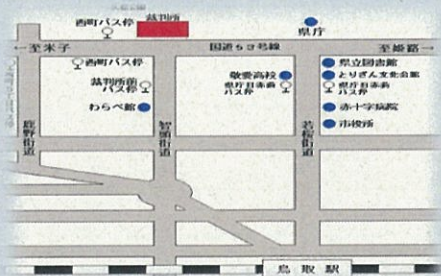 裁判所
西町バス停
県庁
←至米子
国道53号線
至姫路→
西町バス停
県立図書館
敬愛高校
とりぎん文化会館
裁判所前
バス停
県庁日赤前
バス停
県庁日赤前
バス停
わらべ館
赤十字病院
市役所
鹿野街道
智頭街道
若桜街道
鳥取駅